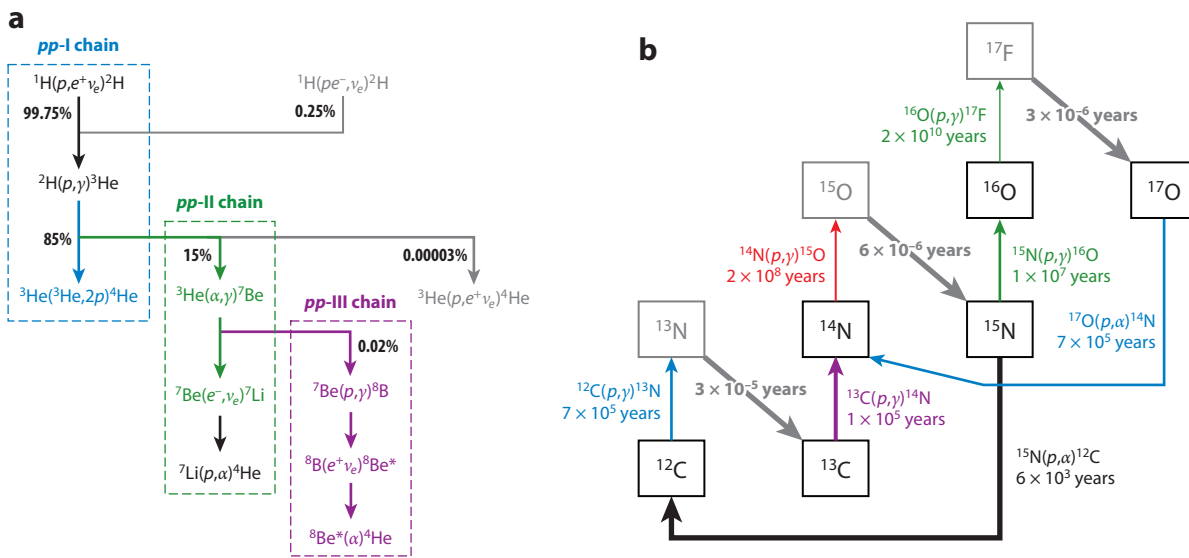 a
pp-I chain
¹H(p,e⁺νₑ)²H
¹H(pe⁻,νₑ)²H
99.75%
0.25%
²H(p,γ)³He
pp-II chain
85%
15%
0.00003%
³He(³He,2p)⁴He
³He(α,γ)⁷Be
³He(p,e⁺νₑ)⁴He
pp-III chain
0.02%
⁷Be(e⁻,νₑ)⁷Li
⁷Be(p,γ)⁸B
⁷Li(p,α)⁴He
⁸B(e⁺νₑ)⁸Be*
⁸Be*(α)⁴He
b
¹⁷F
¹⁶O(p,γ)¹⁷F
2 × 10¹⁰ years
3 × 10⁻⁶ years
¹⁵O
¹⁶O
¹⁷O
¹⁴N(p,γ)¹⁵O
2 × 10⁸ years
6 × 10⁻⁶ years
¹⁵N(p,γ)¹⁶O
1 × 10⁷ years
¹³N
¹⁴N
¹⁵N
¹⁷O(p,α)¹⁴N
7 × 10⁵ years
¹²C(p,γ)¹³N
7 × 10⁵ years
3 × 10⁻⁵ years
¹³C(p,γ)¹⁴N
1 × 10⁵ years
¹²C
¹³C
¹⁵N(p,α)¹²C
6 × 10³ years